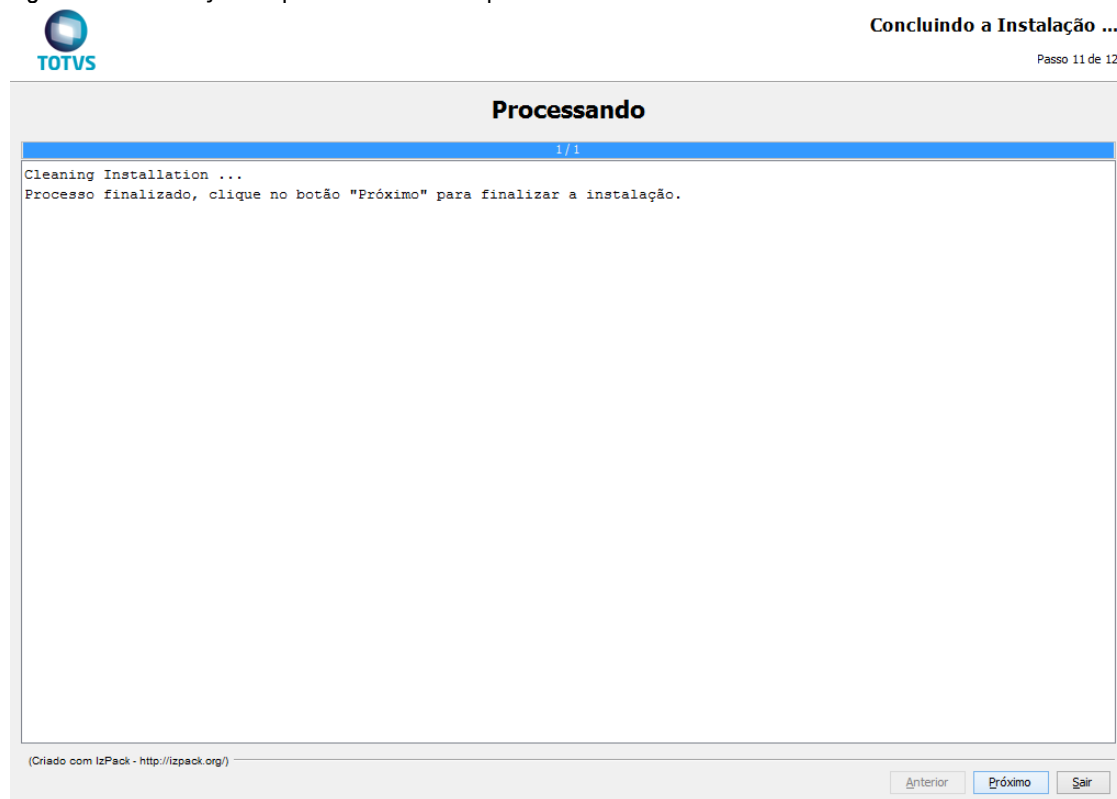 TOTVS
Concluindo a Instalação ...
Passo 11 de 12
Processando
1 / 1
Cleaning Installation ...
Processo finalizado, clique no botão "Próximo" para finalizar a instalação.
(Criado com IzPack - http://izpack.org/)
Anterior Próximo Sair